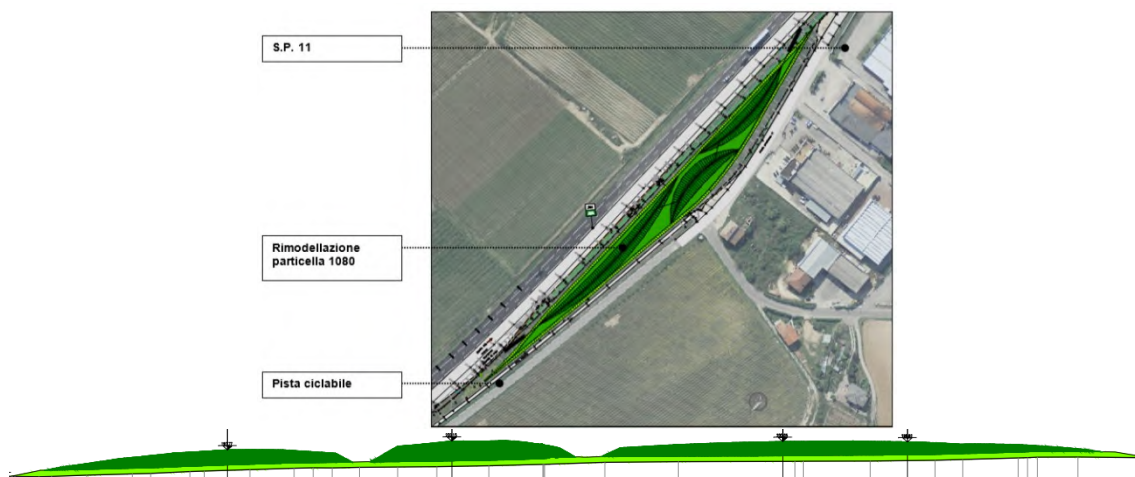 S.P. 11
Rimodellazione
particella 1080
Pista ciclabile